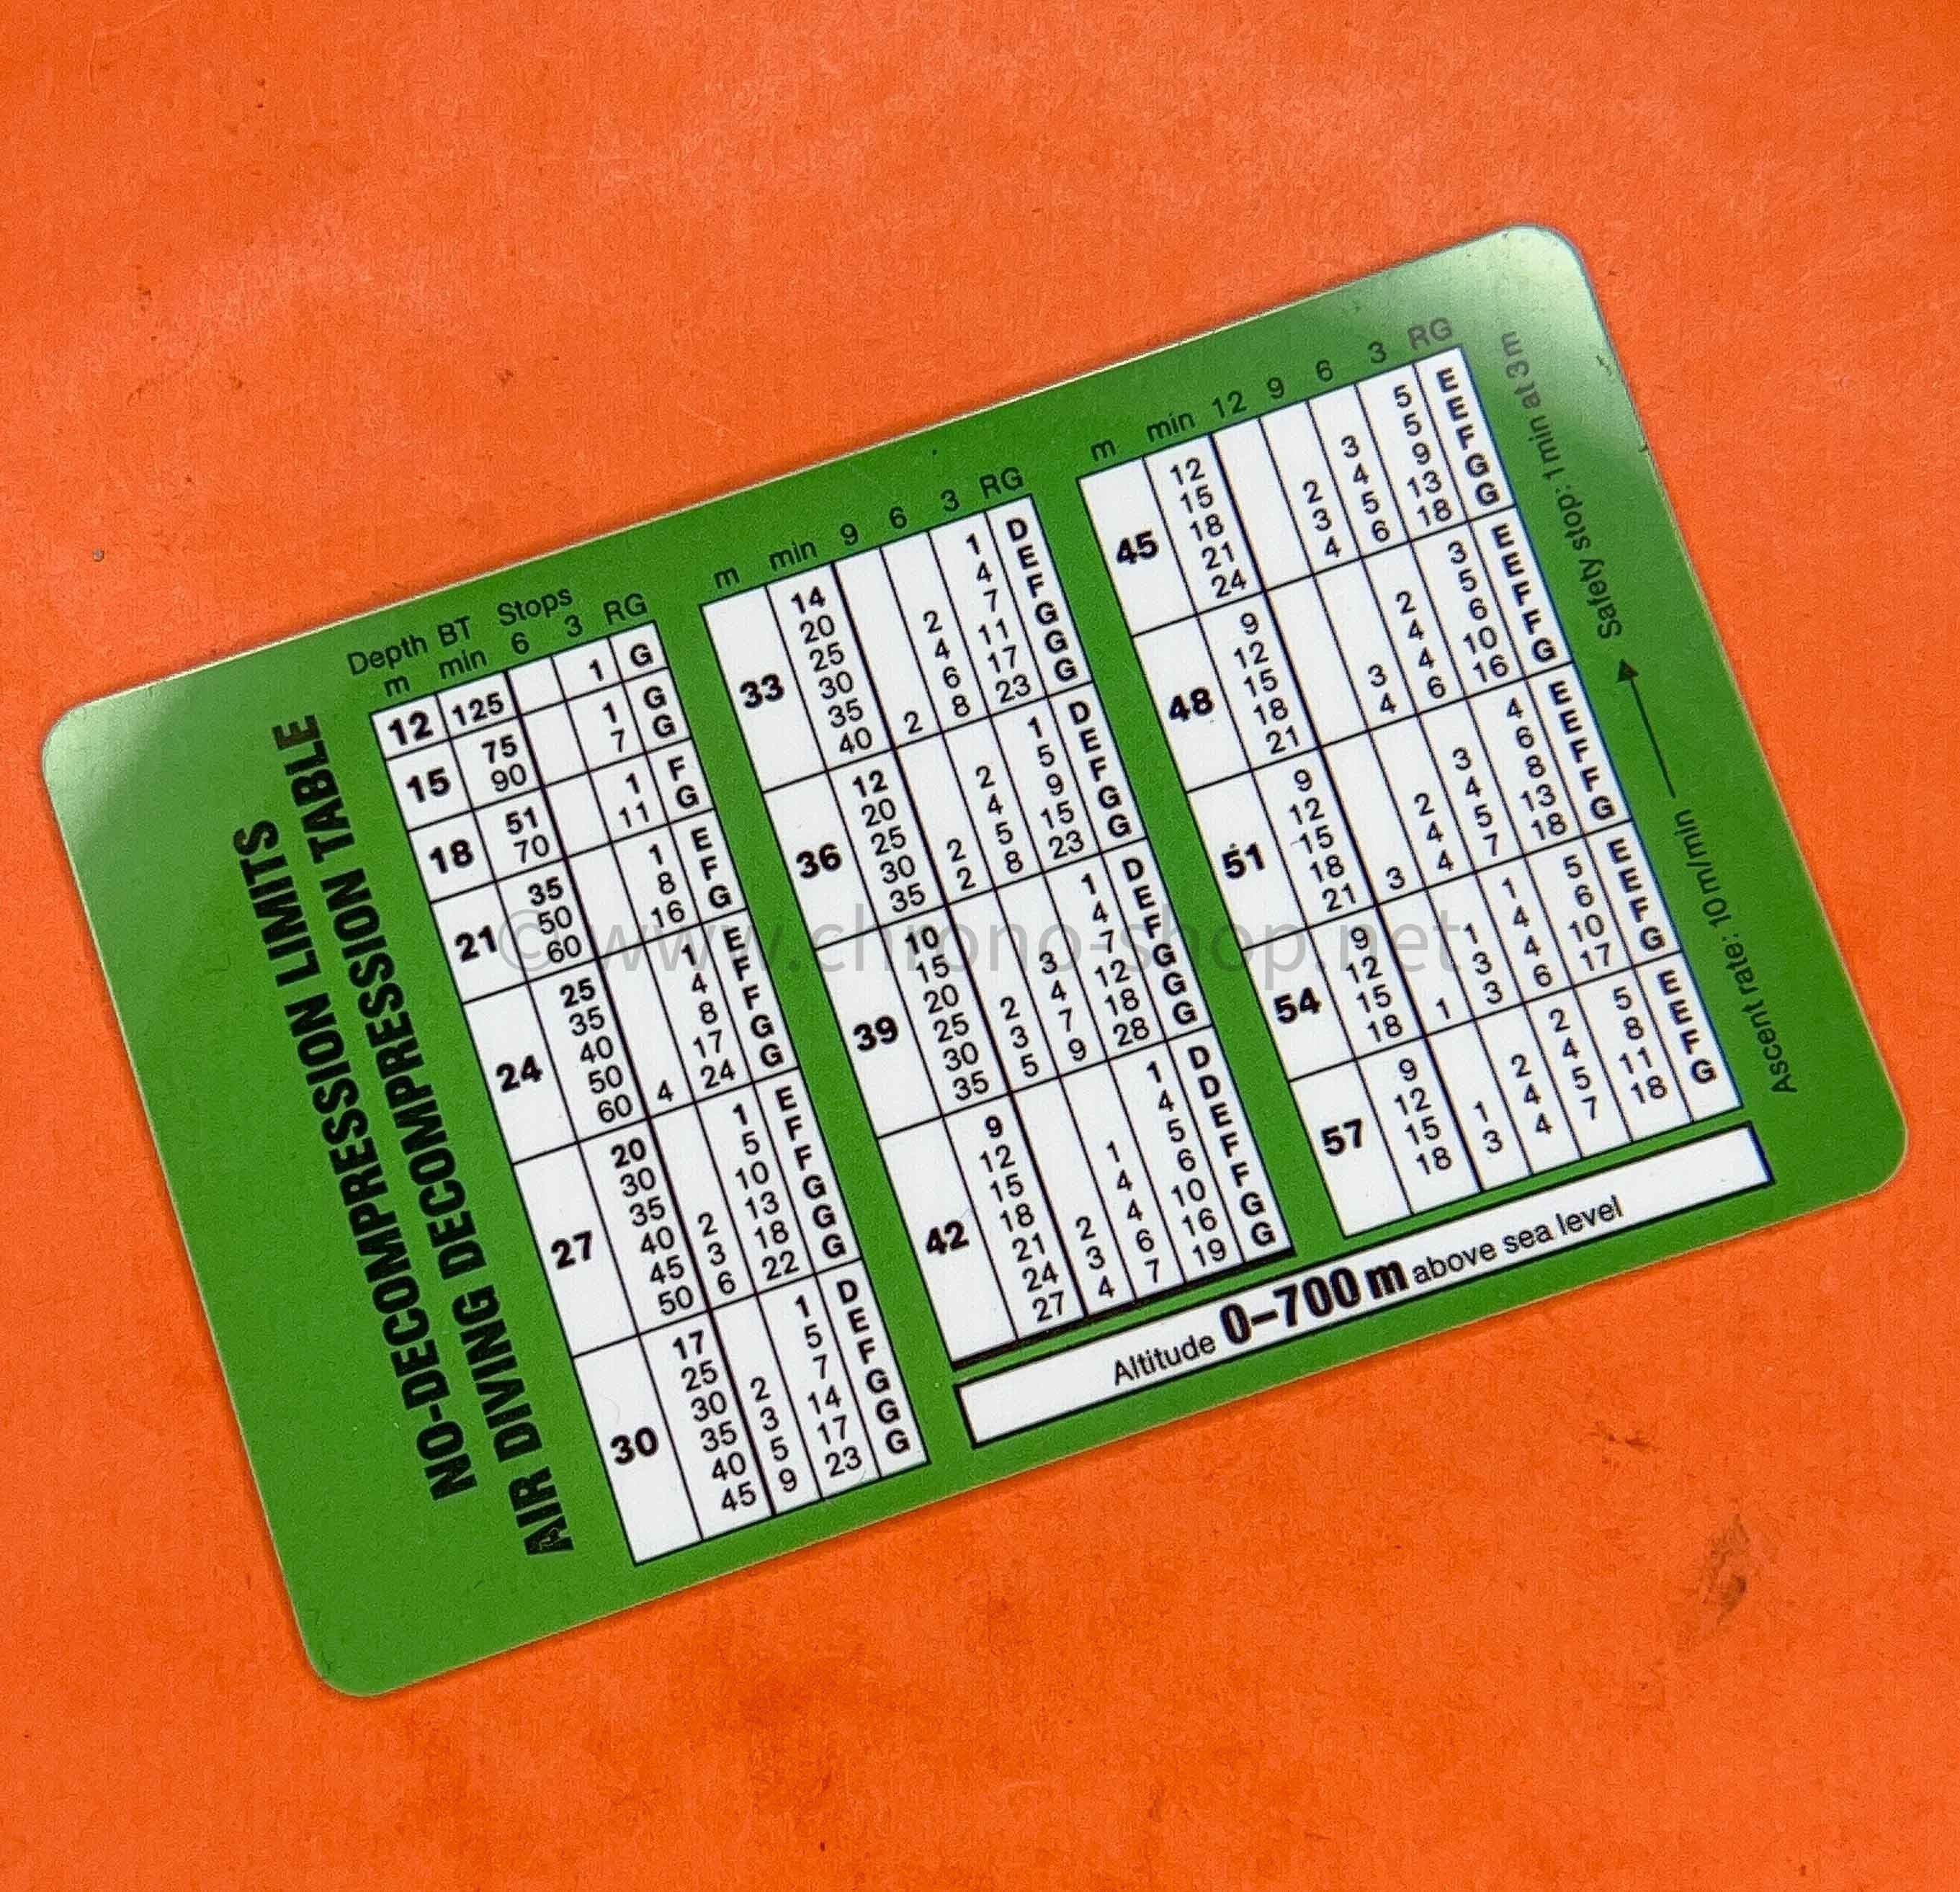 NO-DECOMPRESSION LIMITS
AIR DIVING DECOMPRESSION TABLE
Depth BT Stops
m min 6 3 RG
12 125 1 G
15 75 1 G
90 7 G
18 51 1 F
70 11 G
21 35 1 E
50 8 F
60 16 G
24 25 1 E
35 4 F
40 8 F
50 17 G
60 4 24 G
27 20 1 E
30 5 F
35 10 F
40 2 13 G
45 3 18 G
50 6 22 G
30 17 1 D
25 5 E
30 2 7 F
35 3 14 G
40 5 17 G
45 9 23 G
m min 9 6 3 RG
33 14 1 D
20 4 E
25 2 7 F
30 4 11 G
35 6 17 G
40 2 8 23 G
36 12 1 D
20 2 5 E
25 4 9 F
30 2 5 15 G
35 2 8 23 G
39 10 1 D
15 4 E
20 3 7 F
25 2 4 12 G
30 3 7 18 G
35 5 9 28 G
42 9 1 D
12 4 D
15 1 5 E
18 4 6 F
21 2 4 10 F
24 3 6 16 G
27 4 7 19 G
m min 12 9 6 3 RG
45 12 5 E
15 3 5 E
18 2 4 9 F
21 3 5 13 G
24 4 6 18 G
48 9 3 E
12 2 5 E
15 4 6 F
18 3 4 10 F
21 4 6 16 G
51 9 4 E
12 3 6 E
15 2 4 8 F
18 4 5 13 F
21 3 4 7 18 G
54 9 1 5 E
12 1 4 6 E
15 3 4 10 F
18 1 3 6 17 G
57 9 2 5 E
12 2 4 8 E
15 1 4 5 11 F
18 3 4 7 18 G
Altitude 0–700 m above sea level
Ascent rate: 10 m/min → Safety stop: 1 min at 3 m
© www.chrono-shop.net